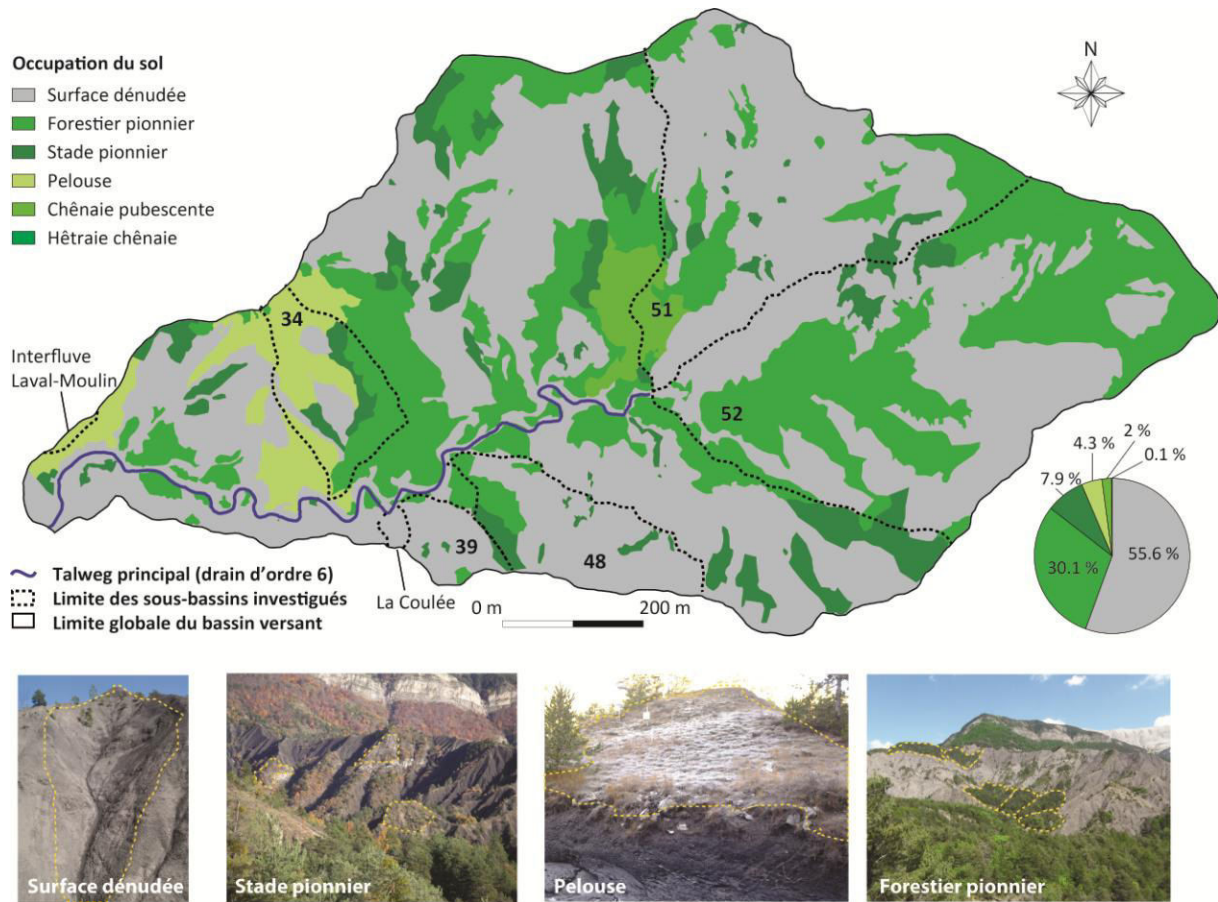 N
Occupation du sol
Surface dénudée
Forestier pionnier
Stade pionnier
Pelouse
Chênaie pubescente
Hêtraie chênaie
34
51
Interfluve
Laval-Moulin
52
39
48
La Coulée
Talweg principal (drain d'ordre 6)
Limite des sous-bassins investigués
Limite globale du bassin versant
0 m
200 m
2 %
4.3 %
0.1 %
7.9 %
55.6 %
30.1 %
Surface dénudée
Stade pionnier
Pelouse
Forestier pionnier